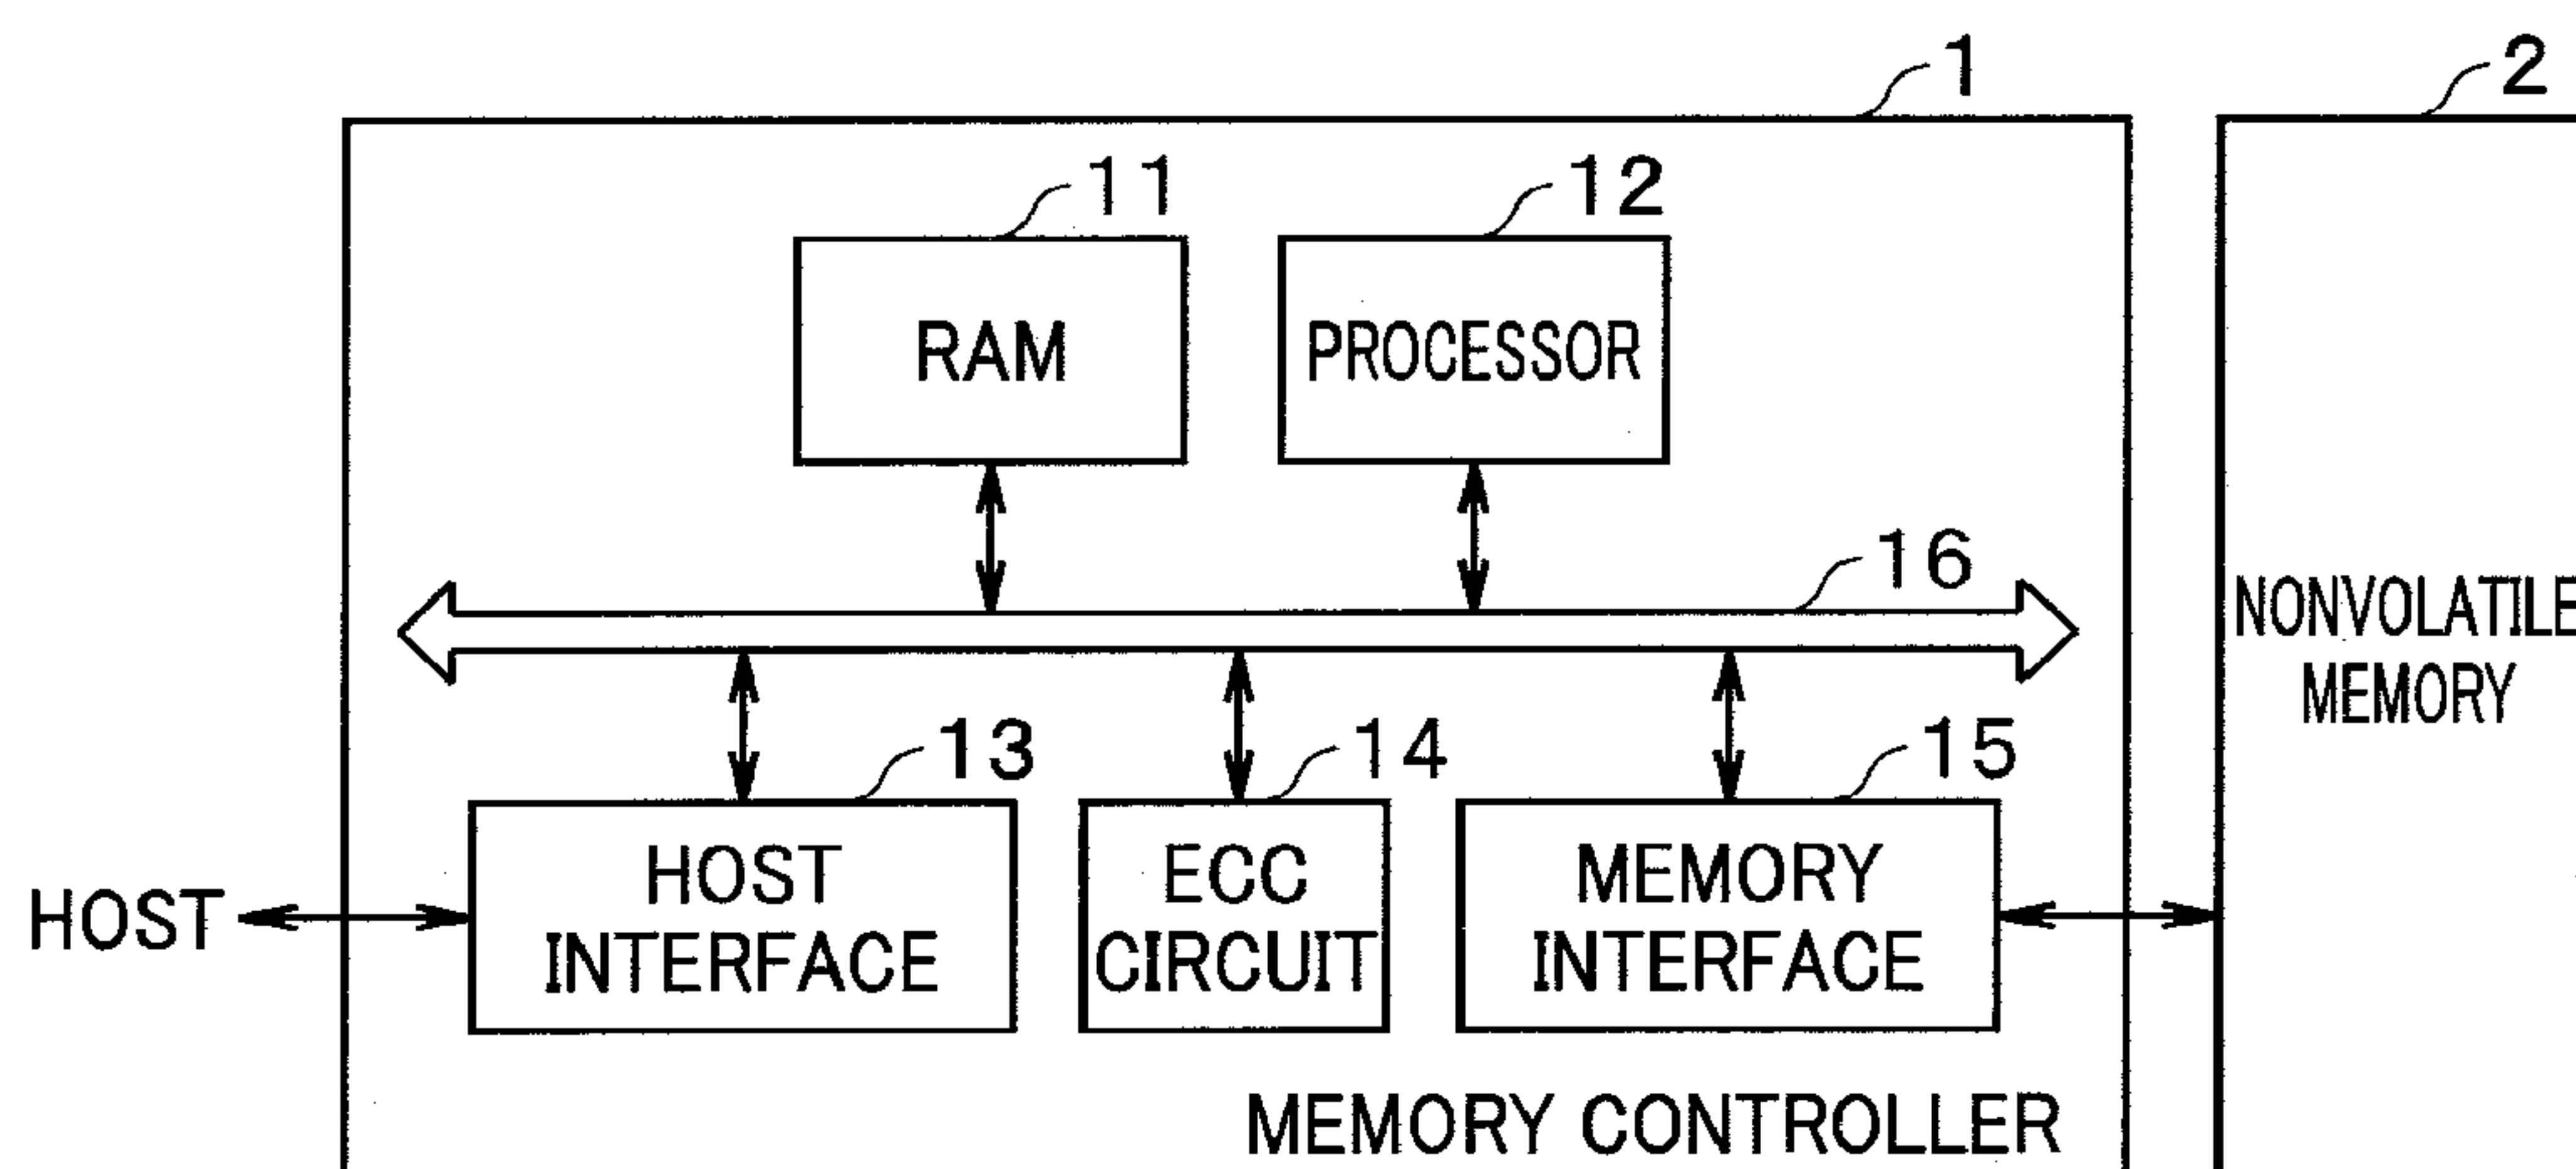 1
2
11
12
RAM
PROCESSOR
16
NONVOLATILE
MEMORY
13
14
15
HOST
HOST
INTERFACE
ECC
CIRCUIT
MEMORY
INTERFACE
MEMORY CONTROLLER